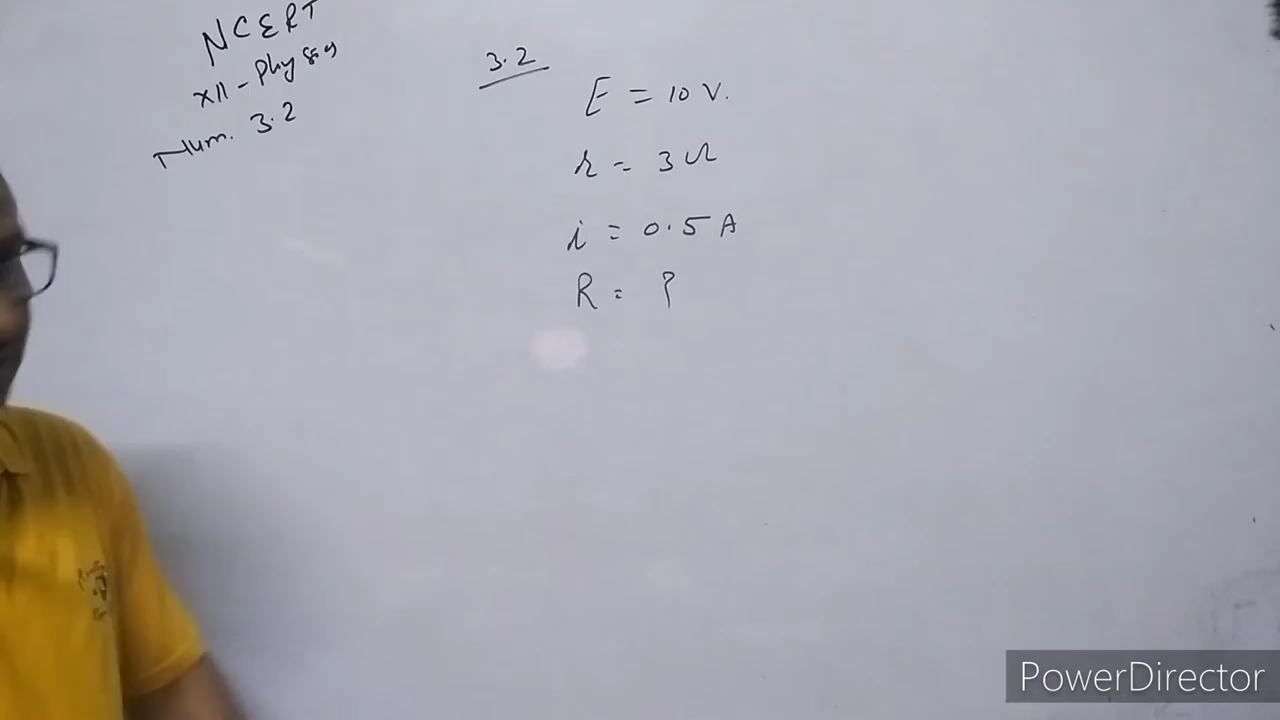 NCERT
XII - Physics
Num. 3.2
3.2
E = 10 V.
r = 3 Ω
i = 0.5 A
R = ?
PowerDirector